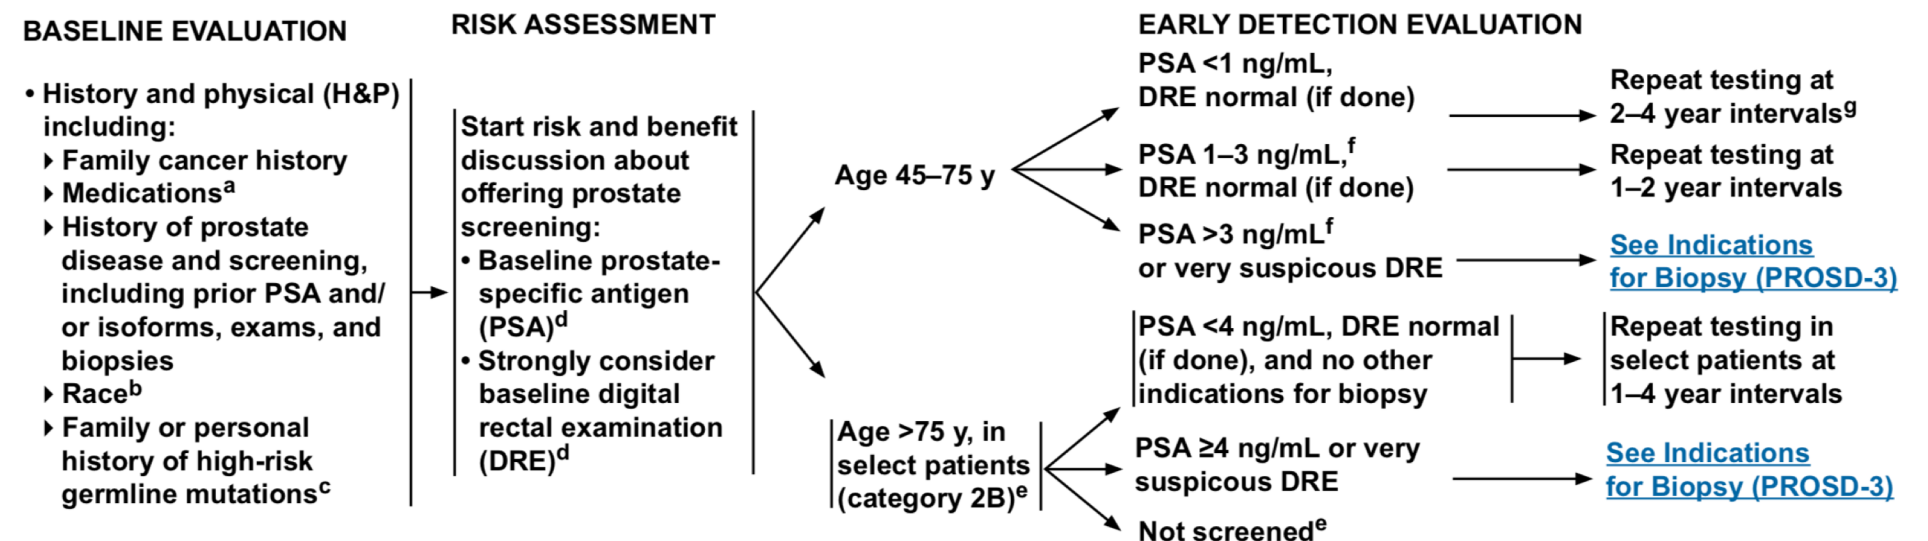 BASELINE EVALUATION
• History and physical (H&P)
including:
▸ Family cancer history
▸ Medicationsa
▸ History of prostate
disease and screening,
including prior PSA and/
or isoforms, exams, and
biopsies
▸ Raceb
▸ Family or personal
history of high-risk
germline mutationsc
RISK ASSESSMENT
Start risk and benefit
discussion about
offering prostate
screening:
• Baseline prostate-
specific antigen
(PSA)d
• Strongly consider
baseline digital
rectal examination
(DRE)d
Age 45–75 y
Age >75 y, in
select patients
(category 2B)e
EARLY DETECTION EVALUATION
PSA <1 ng/mL,
DRE normal (if done)
Repeat testing at
2–4 year intervalsg
PSA 1–3 ng/mL,f
DRE normal (if done)
Repeat testing at
1–2 year intervals
PSA >3 ng/mLf
or very suspicous DRE
See Indications
for Biopsy (PROSD-3)
PSA <4 ng/mL, DRE normal
(if done), and no other
indications for biopsy
Repeat testing in
select patients at
1–4 year intervals
PSA ≥4 ng/mL or very
suspicious DRE
See Indications
for Biopsy (PROSD-3)
Not screenede